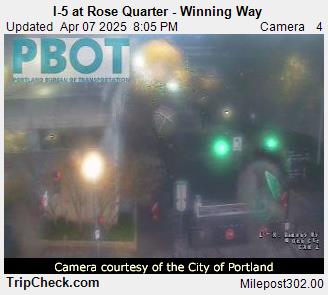 I-5 at Rose Quarter - Winning Way
Updated Apr 07 2025 8:05 PM Camera 4
PBOT
PORTLAND BUREAU OF TRANSPORTATION
Camera courtesy of the City of Portland
TripCheck.com Milepost302.00